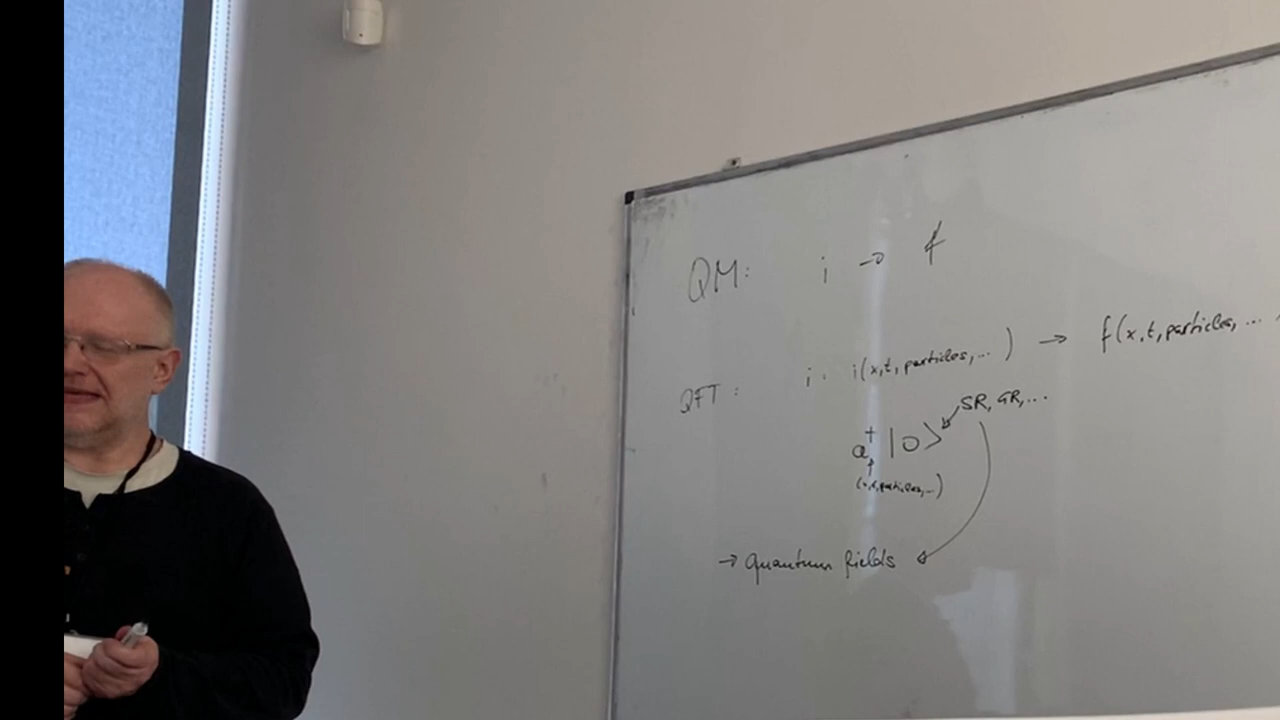 QM: i → f
QFT: i: i(x,t, particles, ...) → f(x,t, particles, ...
SR, GR, ...
a† |0>
↑
(x,t, particles, ...)
→ Quantum fields